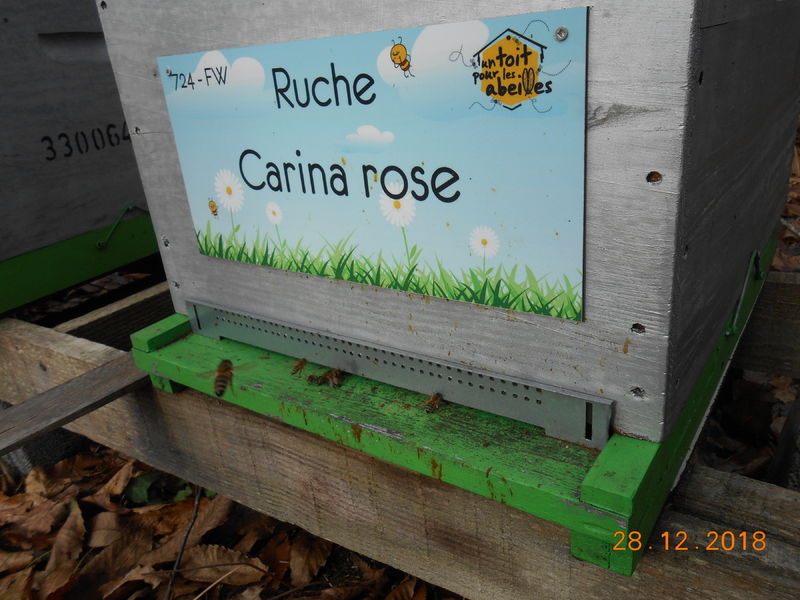 724-FW
Ruche
Carina rose
un toit
pour les
abeilles
330064
28.12.2018